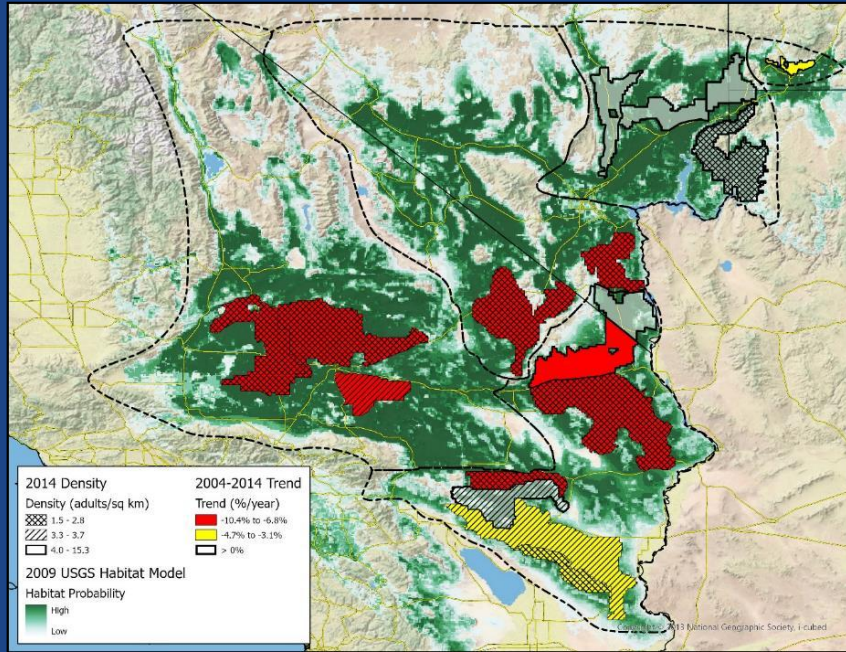 2014 Density
Density (adults/sq km)
1.5 - 2.8
3.3 - 3.7
4.0 - 15.3
2004-2014 Trend
Trend (%/year)
-10.4% to -6.8%
-4.7% to -3.1%
> 0%
2009 USGS Habitat Model
Habitat Probability
High
Low
2013 National Geographic Society, i-cubed